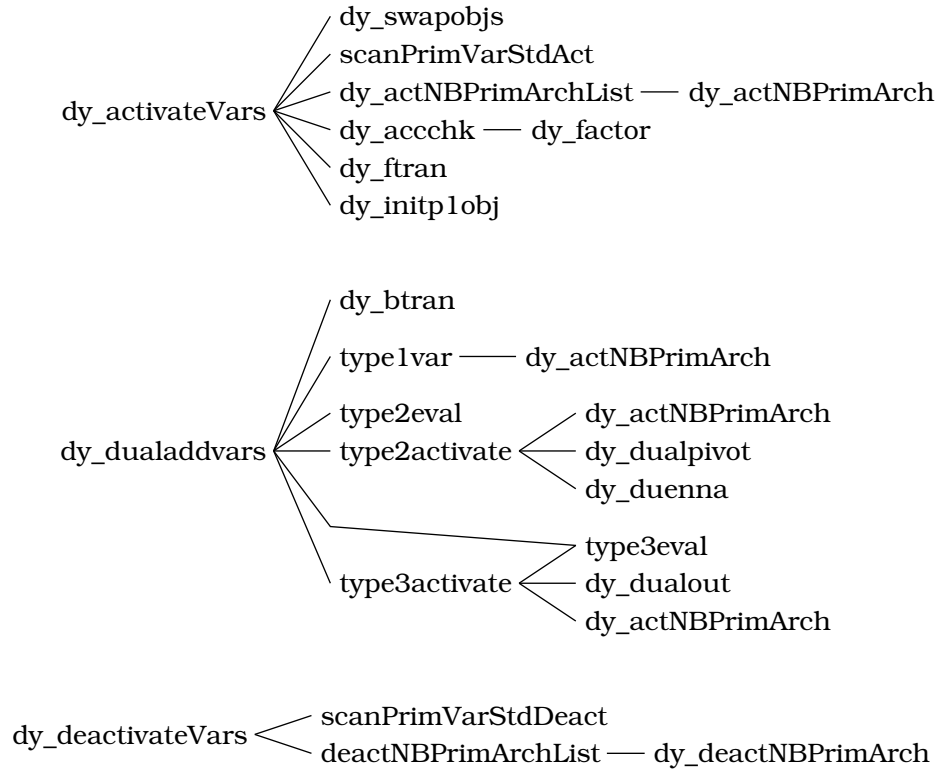 dy_swapobjs
scanPrimVarStdAct
dy_activateVars dy_actNBPrimArchList dy_actNBPrimArch
dy_accchk dy_factor
dy_ftran
dy_initp1obj
dy_btran
type1var dy_actNBPrimArch
type2eval dy_actNBPrimArch
dy_dualaddvars type2activate dy_dualpivot
dy_duenna
type3eval
type3activate dy_dualout
dy_actNBPrimArch
dy_deactivateVars scanPrimVarStdDeact
deactNBPrimArchList dy_deactNBPrimArch